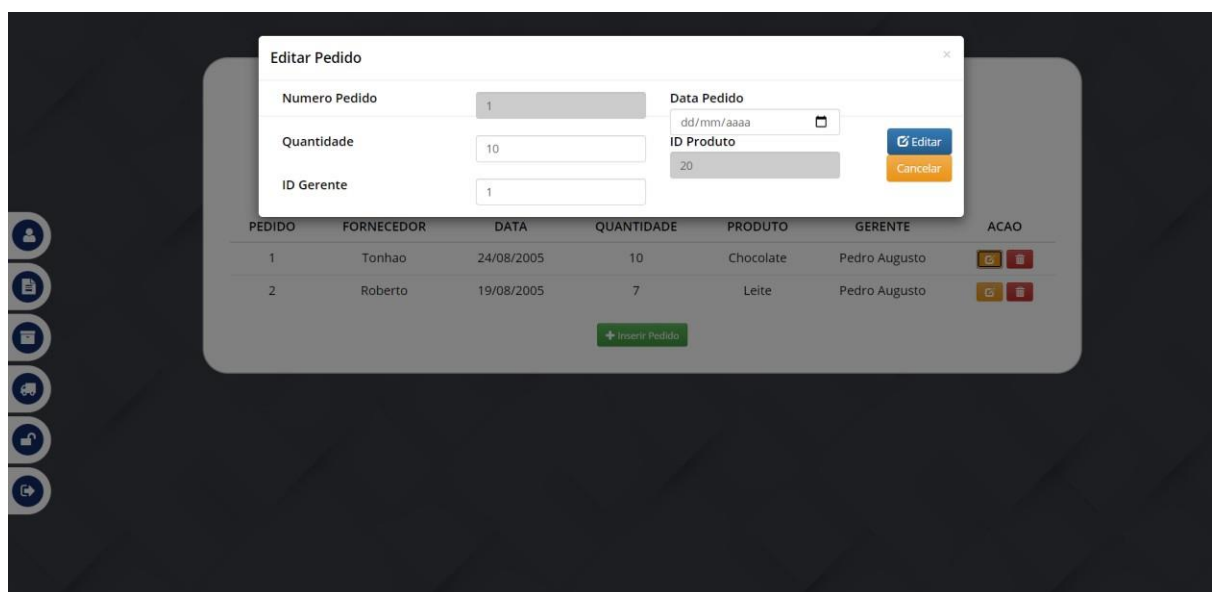 Editar Pedido ×
Numero Pedido 1 Data Pedido
dd/mm/aaaa
Quantidade 10 ID Produto Editar
20 Cancelar
ID Gerente 1
PEDIDO FORNECEDOR DATA QUANTIDADE PRODUTO GERENTE ACAO
1 Tonhao 24/08/2005 10 Chocolate Pedro Augusto
2 Roberto 19/08/2005 7 Leite Pedro Augusto
Inserir Pedido